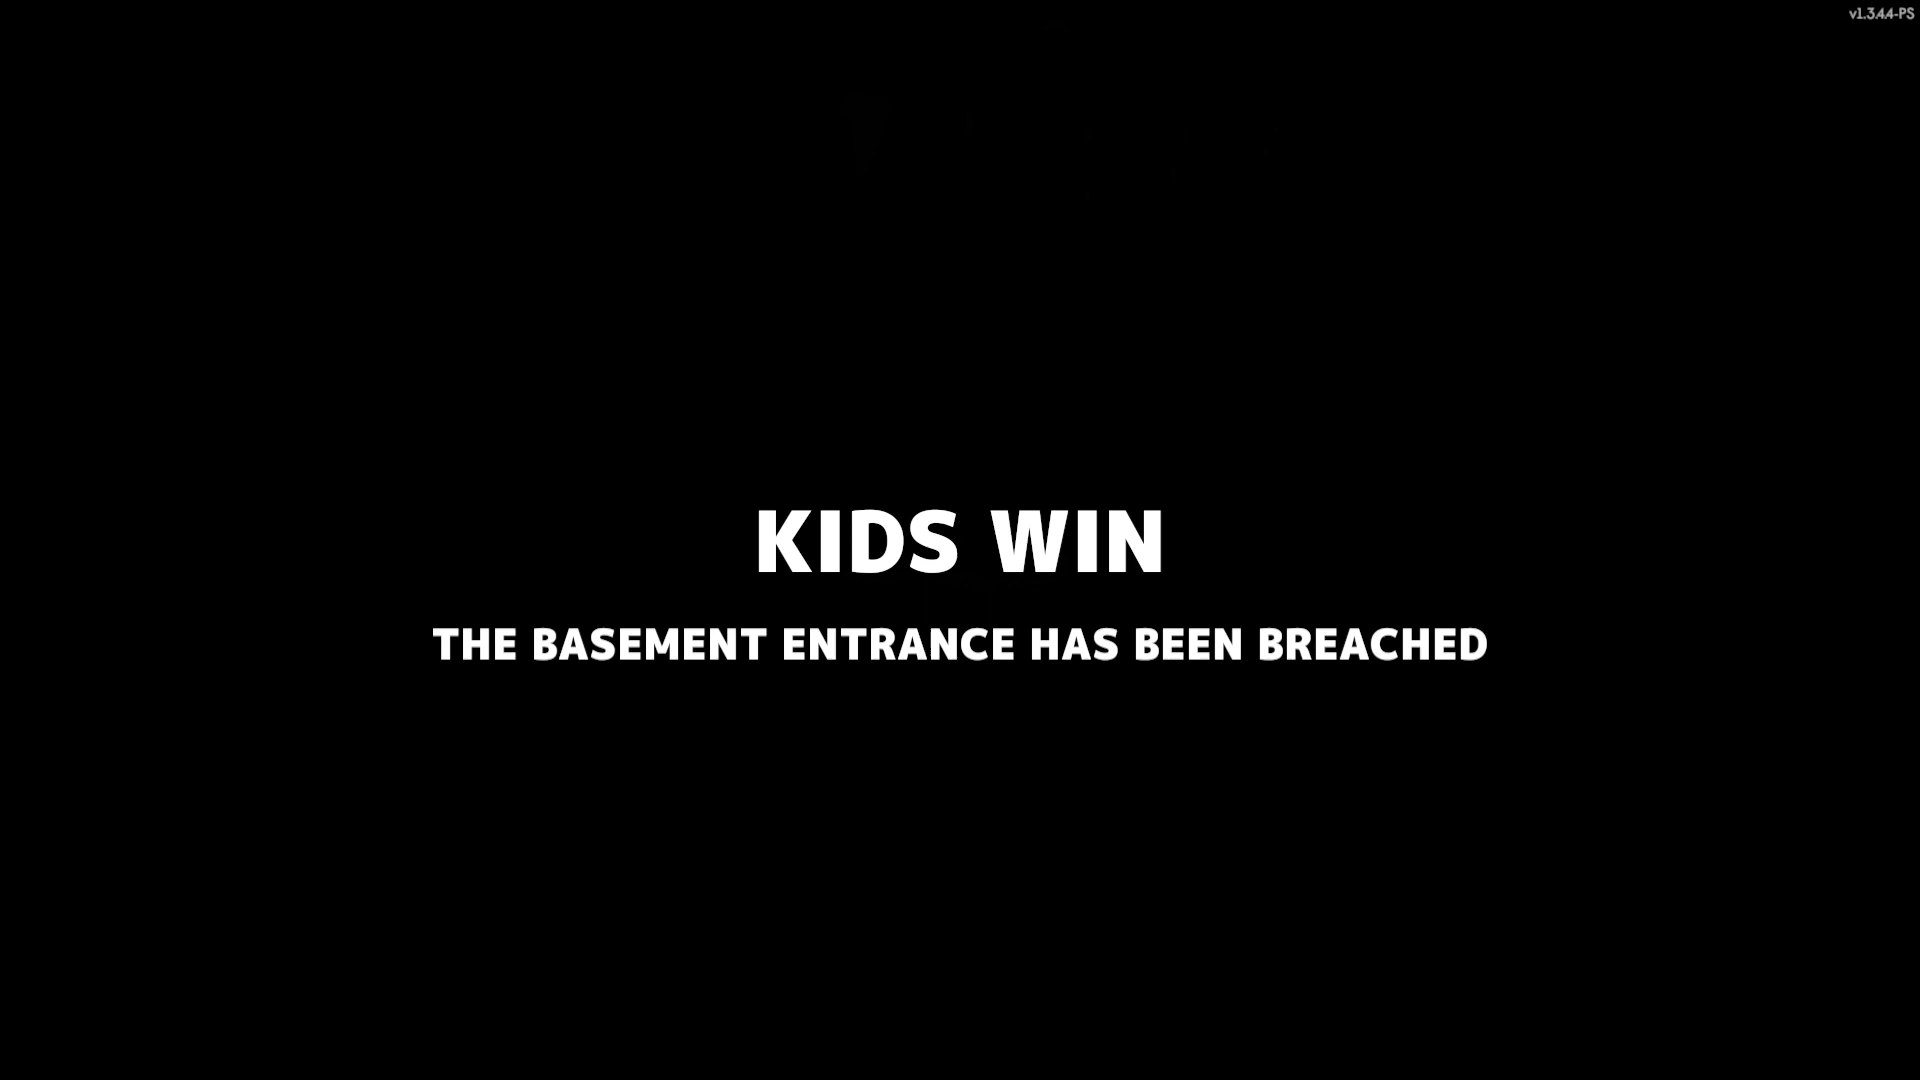 v1.3.4.4-PS
KIDS WIN
THE BASEMENT ENTRANCE HAS BEEN BREACHED